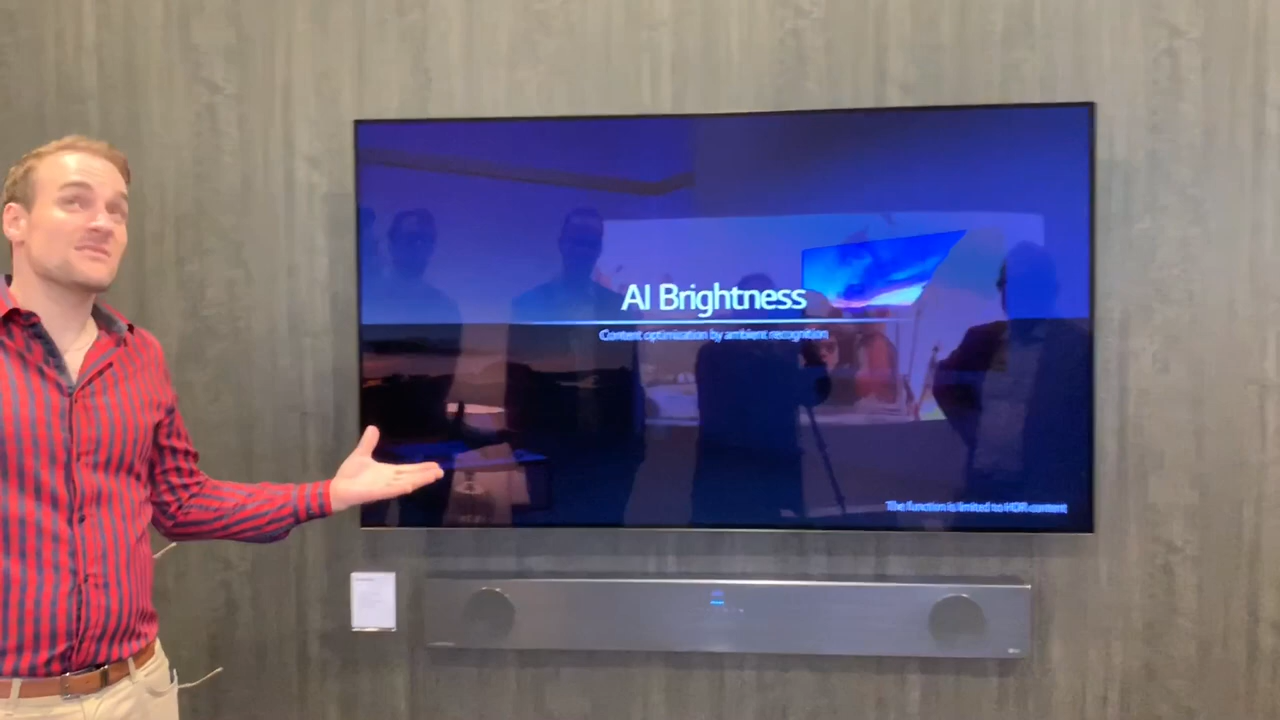 AI Brightness
Content optimization by ambient recognition
The function is limited to HDR content